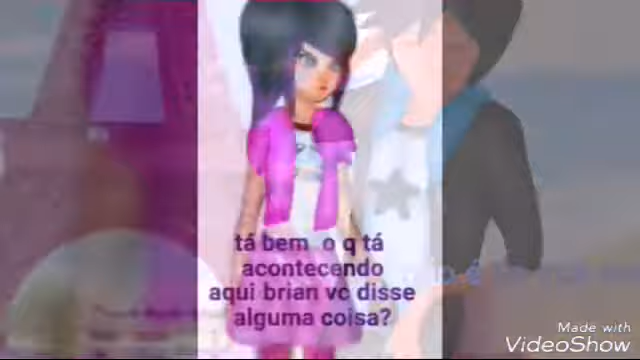 tá bem o q tá
acontecendo
aqui brian vc disse
alguma coisa?
Made with
VideoShow